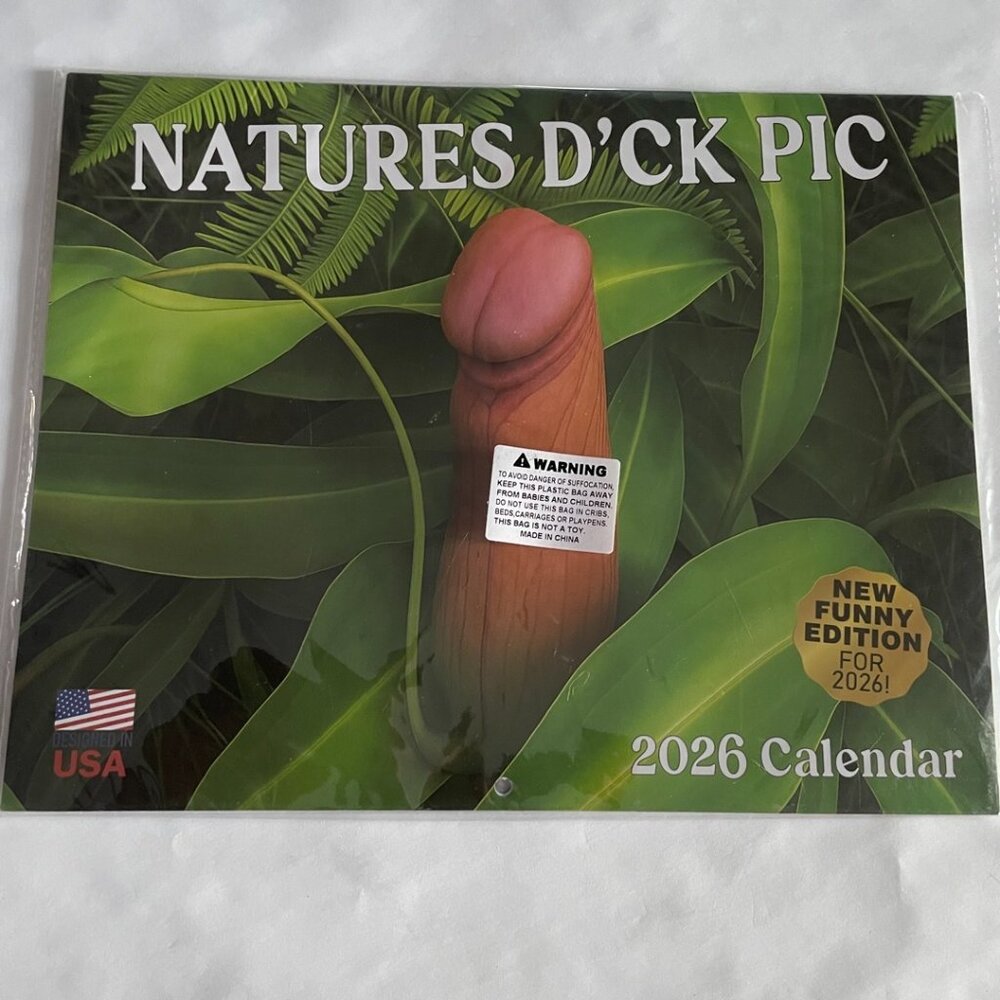 NATURES D'CK PIC
WARNING
TO AVOID DANGER OF SUFFOCATION,
KEEP THIS PLASTIC BAG AWAY
FROM BABIES AND CHILDREN.
DO NOT USE THIS BAG IN CRIBS,
BEDS,CARRIAGES OR PLAYPENS.
THIS BAG IS NOT A TOY.
MADE IN CHINA
NEW
FUNNY
EDITION
FOR
2026!
DESIGNED IN
USA
2026 Calendar